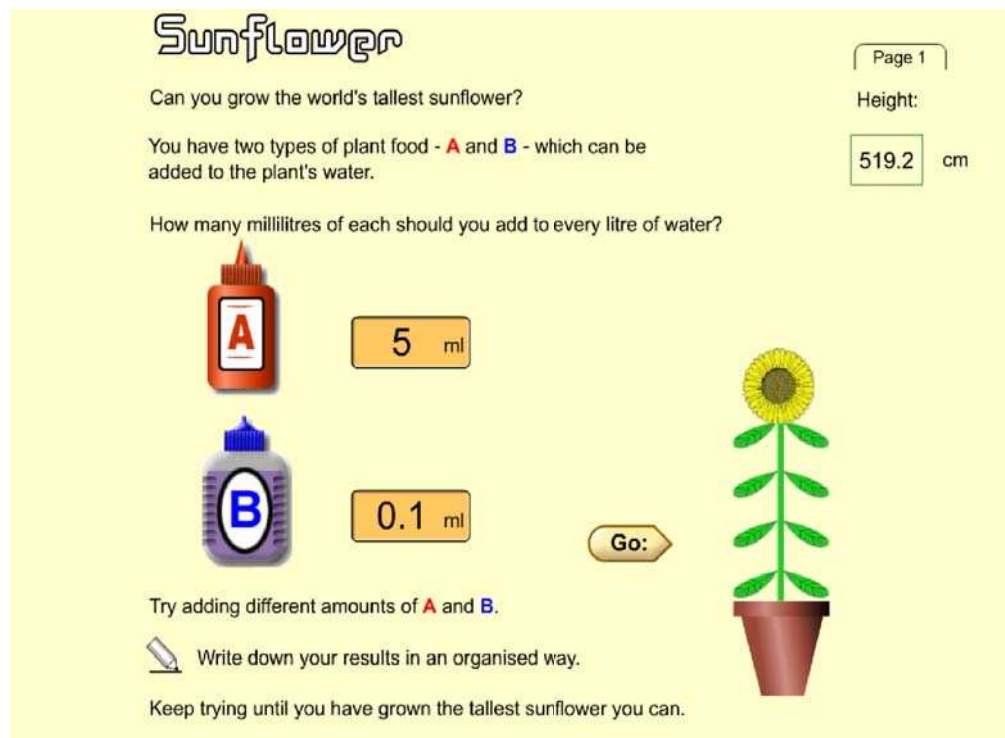 Sunflower
Page 1
Can you grow the world's tallest sunflower?
Height:
You have two types of plant food - A and B - which can be
added to the plant's water.
519.2 cm
How many millilitres of each should you add to every litre of water?
A
5 ml
B
0.1 ml
Go:
Try adding different amounts of A and B.
Write down your results in an organised way.
Keep trying until you have grown the tallest sunflower you can.